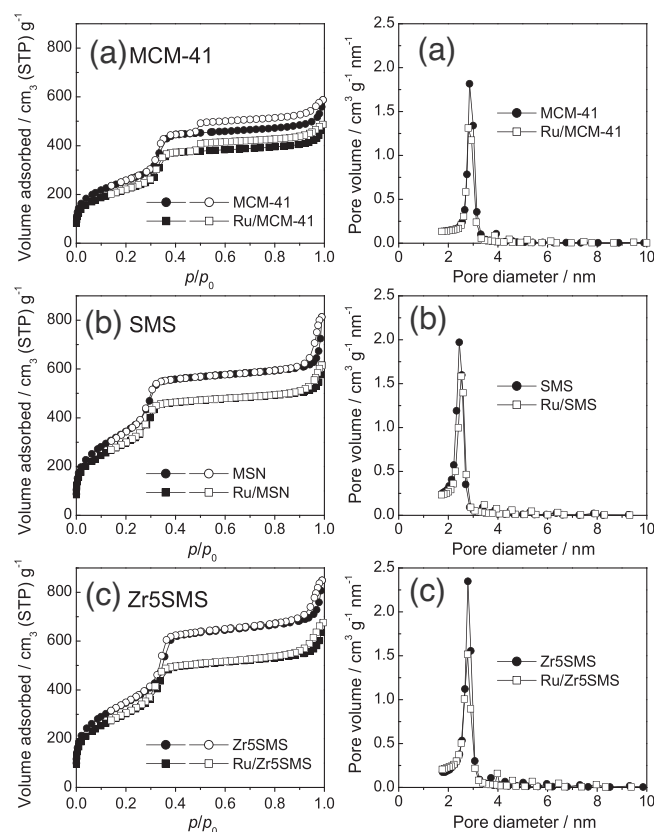 (a) MCM-41
Volume adsorbed / cm₃ (STP) g⁻¹
800
600
400
200
0
MCM-41
Ru/MCM-41
0.0 0.2 0.4 0.6 0.8 1.0
p/p₀
(a)
Pore volume / cm³ g⁻¹ nm⁻¹
2.5
2.0
1.5
1.0
0.5
0.0
MCM-41
Ru/MCM-41
0 2 4 6 8 10
Pore diameter / nm
(b) SMS
Volume adsorbed / cm₃ (STP) g⁻¹
800
600
400
200
0
MSN
Ru/MSN
0.0 0.2 0.4 0.6 0.8 1.0
p/p₀
(b)
Pore volume / cm³ g⁻¹ nm⁻¹
2.5
2.0
1.5
1.0
0.5
0.0
SMS
Ru/SMS
0 2 4 6 8 10
Pore diameter / nm
(c) Zr5SMS
Volume adsorbed / cm₃ (STP) g⁻¹
800
600
400
200
0
Zr5SMS
Ru/Zr5SMS
0.0 0.2 0.4 0.6 0.8 1.0
p/p₀
(c)
Pore volume / cm³ g⁻¹ nm⁻¹
2.5
2.0
1.5
1.0
0.5
0.0
Zr5SMS
Ru/Zr5SMS
0 2 4 6 8 10
Pore diameter / nm